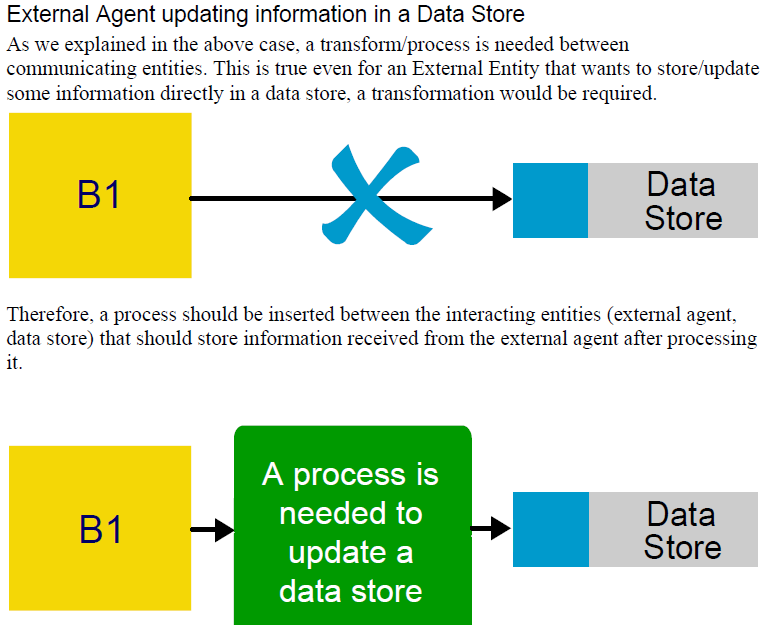 External Agent updating information in a Data Store
As we explained in the above case, a transform/process is needed between
communicating entities. This is true even for an External Entity that wants to store/update
some information directly in a data store, a transformation would be required.
B1
Data
Store
Therefore, a process should be inserted between the interacting entities (external agent,
data store) that should store information received from the external agent after processing
it.
B1
A process is
needed to
update a
data store
Data
Store